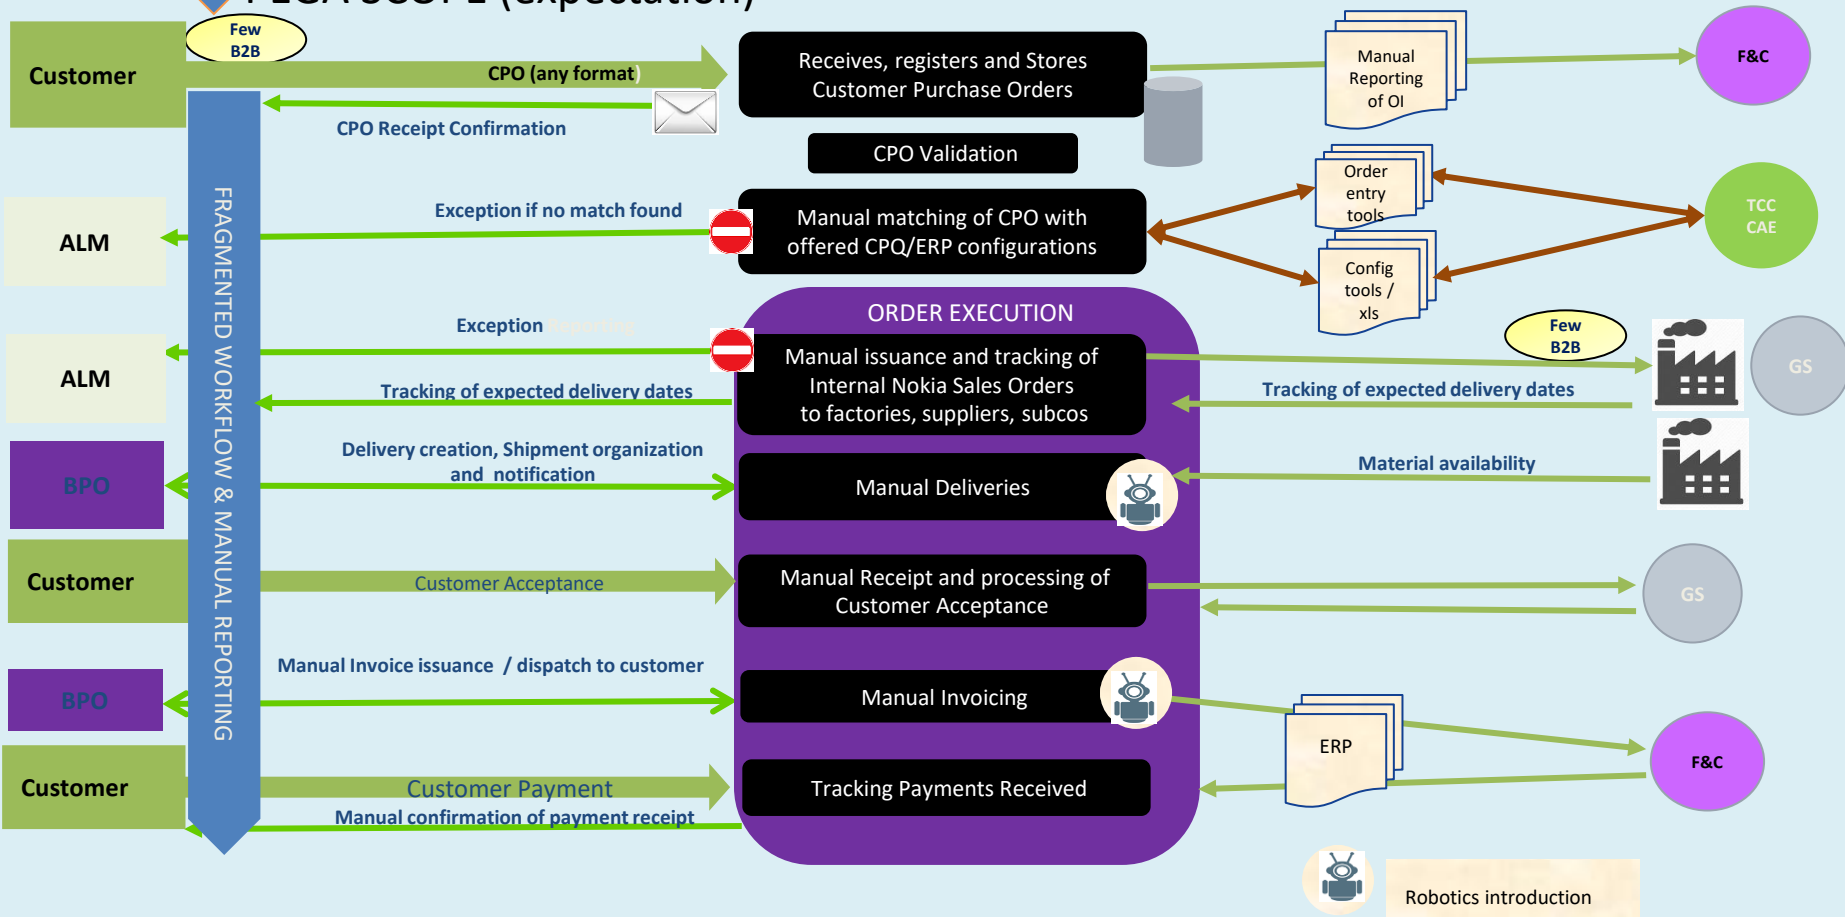 PEGA SCOPE (expectation)
Few
B2B
Customer
CPO (any format)
CPO Receipt Confirmation
Receives, registers and Stores
Customer Purchase Orders
Manual
Reporting
of OI
F&C
CPO Validation
FRAGMENTED WORKFLOW & MANUAL REPORTING
ALM
Exception if no match found
Manual matching of CPO with
offered CPQ/ERP configurations
Order
entry
tools
Config
tools /
xls
TCC
CAE
ORDER EXECUTION
ALM
Exception Reporting
Tracking of expected delivery dates
Manual issuance and tracking of
Internal Nokia Sales Orders
to factories, suppliers, subcos
Few
B2B
Tracking of expected delivery dates
GS
BPO
Delivery creation, Shipment organization
and notification
Manual Deliveries
Material availability
Customer
Customer Acceptance
Manual Receipt and processing of
Customer Acceptance
GS
BPO
Manual Invoice issuance / dispatch to customer
Manual Invoicing
ERP
F&C
Customer
Customer Payment
Manual confirmation of payment receipt
Tracking Payments Received
Robotics introduction